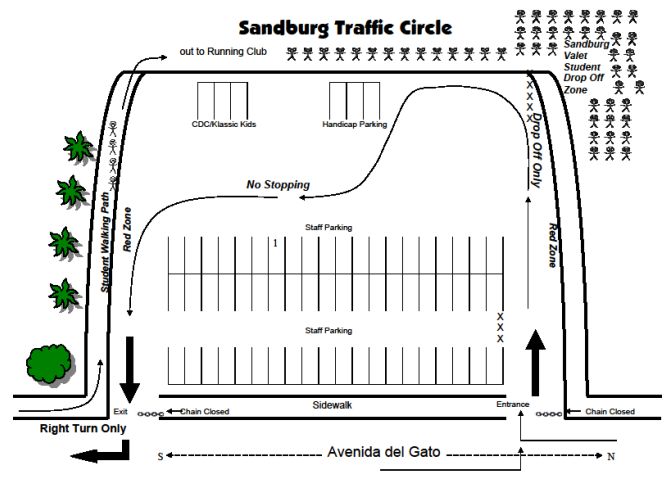 Sandburg Traffic Circle
out to Running Club
Sandburg
Valet
Student
Drop Off
Zone
X
X
X
X
X
CDC/Klassic Kids
Handicap Parking
Drop Off Only
No Stopping
Student Walking Path
Red Zone
Red Zone
Staff Parking
1
Staff Parking
X
X
X
Sidewalk
Entrance
Exit
Chain Closed
Chain Closed
Right Turn Only
S
Avenida del Gato
N